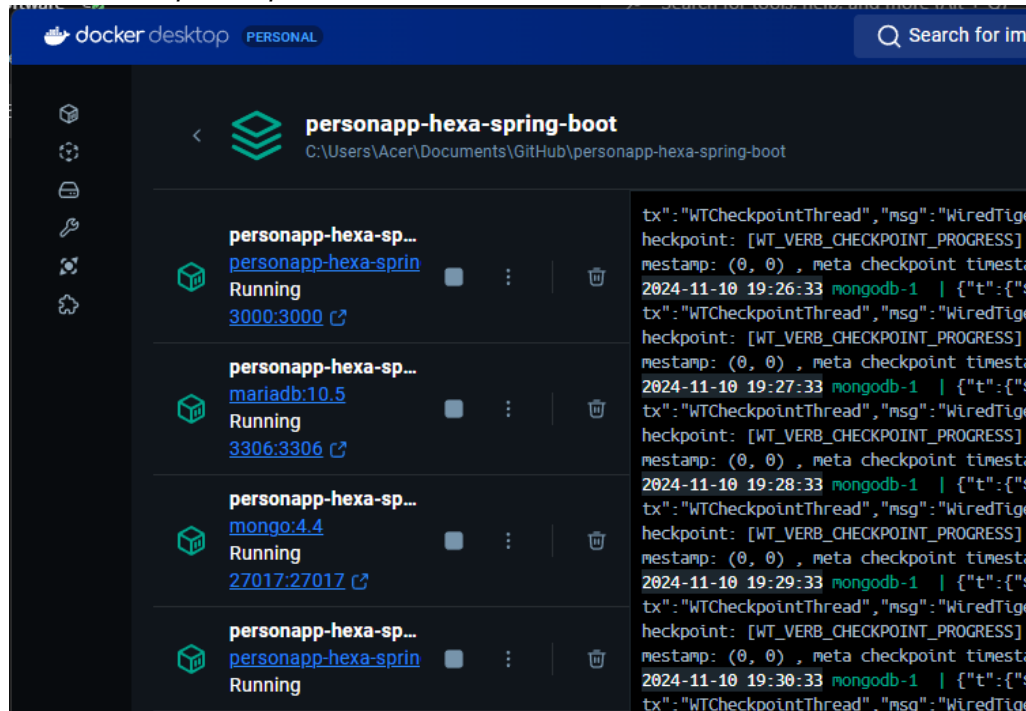 docker desktop PERSONAL
Search for im
personapp-hexa-spring-boot
C:\Users\Acer\Documents\GitHub\personapp-hexa-spring-boot
personapp-hexa-sp...
personapp-hexa-sprin
Running
3000:3000
personapp-hexa-sp...
mariadb:10.5
Running
3306:3306
personapp-hexa-sp...
mongo:4.4
Running
27017:27017
personapp-hexa-sp...
personapp-hexa-sprin
Running
tx":"WTCheckpointThread","msg":"WiredTige
heckpoint: [WT_VERB_CHECKPOINT_PROGRESS]
mestamp: (0, 0) , meta checkpoint timesta
2024-11-10 19:26:33 mongodb-1 | {"t":{"s
tx":"WTCheckpointThread","msg":"WiredTige
heckpoint: [WT_VERB_CHECKPOINT_PROGRESS]
mestamp: (0, 0) , meta checkpoint timesta
2024-11-10 19:27:33 mongodb-1 | {"t":{"s
tx":"WTCheckpointThread","msg":"WiredTige
heckpoint: [WT_VERB_CHECKPOINT_PROGRESS]
mestamp: (0, 0) , meta checkpoint timesta
2024-11-10 19:28:33 mongodb-1 | {"t":{"s
tx":"WTCheckpointThread","msg":"WiredTige
heckpoint: [WT_VERB_CHECKPOINT_PROGRESS]
mestamp: (0, 0) , meta checkpoint timesta
2024-11-10 19:29:33 mongodb-1 | {"t":{"s
tx":"WTCheckpointThread","msg":"WiredTige
heckpoint: [WT_VERB_CHECKPOINT_PROGRESS]
mestamp: (0, 0) , meta checkpoint timesta
2024-11-10 19:30:33 mongodb-1 | {"t":{"s
tx":"WTCheckpointThread","msg":"WiredTige